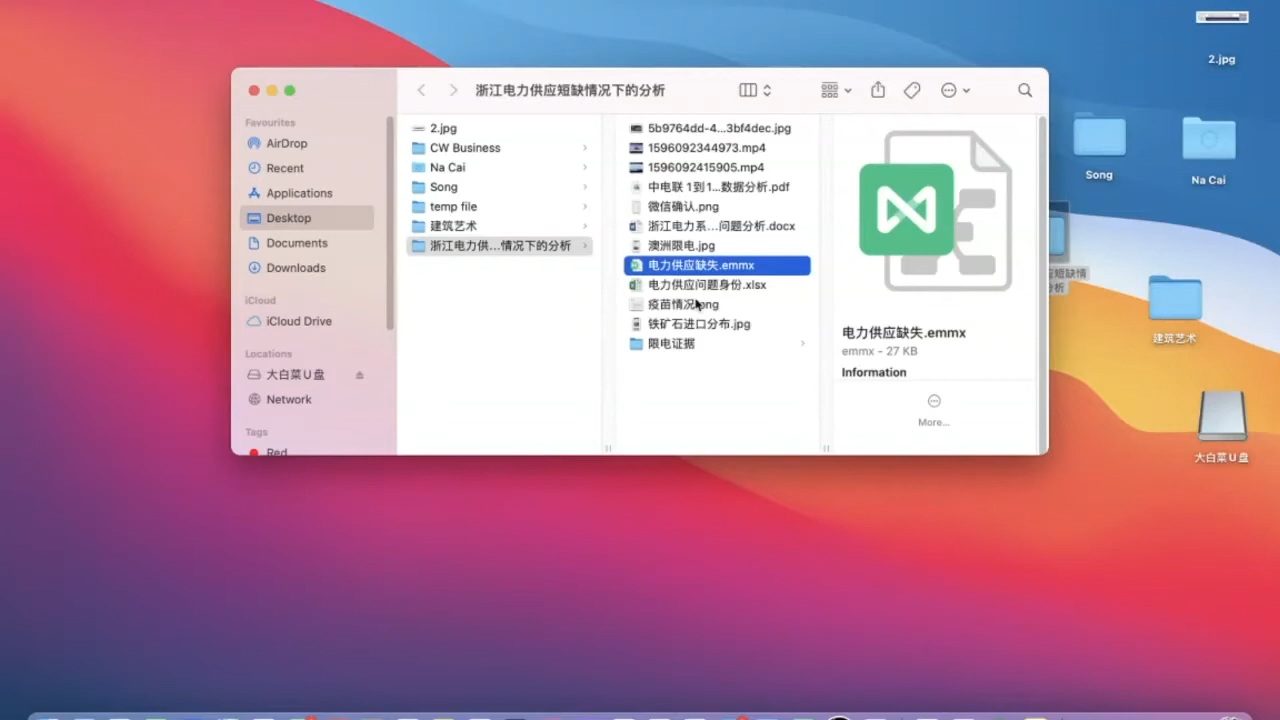 2.jpg
浙江电力供应短缺情况下的分析
Favourites
AirDrop
Recent
Applications
Desktop
Documents
Downloads
iCloud
iCloud Drive
Locations
大白菜U盘
Network
Tags
Red
2.jpg
CW Business
Na Cai
Song
temp file
建筑艺术
浙江电力供...情况下的分析
5b9764dd-4...3bf4dec.jpg
1596092344973.mp4
1596092415905.mp4
中电联 1到1...数据分析.pdf
微信确认.png
浙江电力系...问题分析.docx
澳洲限电.jpg
电力供应缺失.emmx
电力供应问题身份.xlsx
疫苗情况.png
铁矿石进口分布.jpg
限电证据
电力供应缺失.emmx
emmx - 27 KB
Information
More...
Song
Na Cai
应短缺情
分析
建筑艺术
大白菜U盘